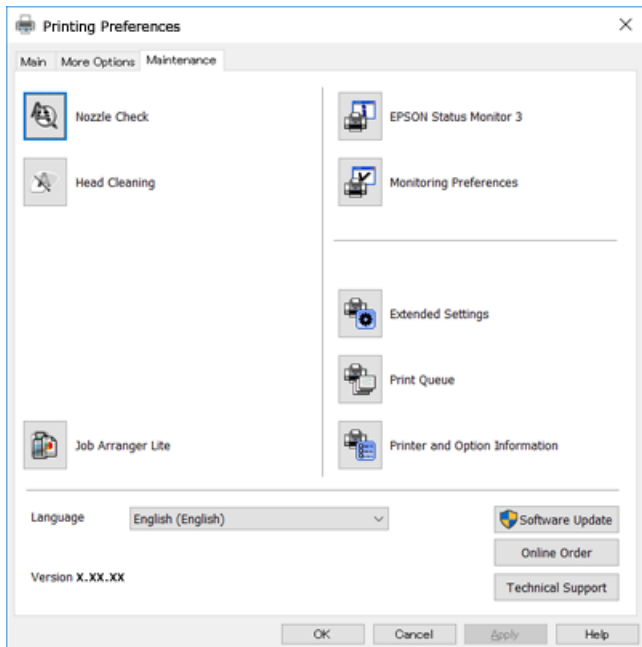 Printing Preferences
Main More Options Maintenance
Nozzle Check
EPSON Status Monitor 3
Head Cleaning
Monitoring Preferences
Extended Settings
Print Queue
Job Arranger Lite
Printer and Option Information
Language English (English)
Software Update
Online Order
Version X.XX.XX
Technical Support
OK Cancel Apply Help